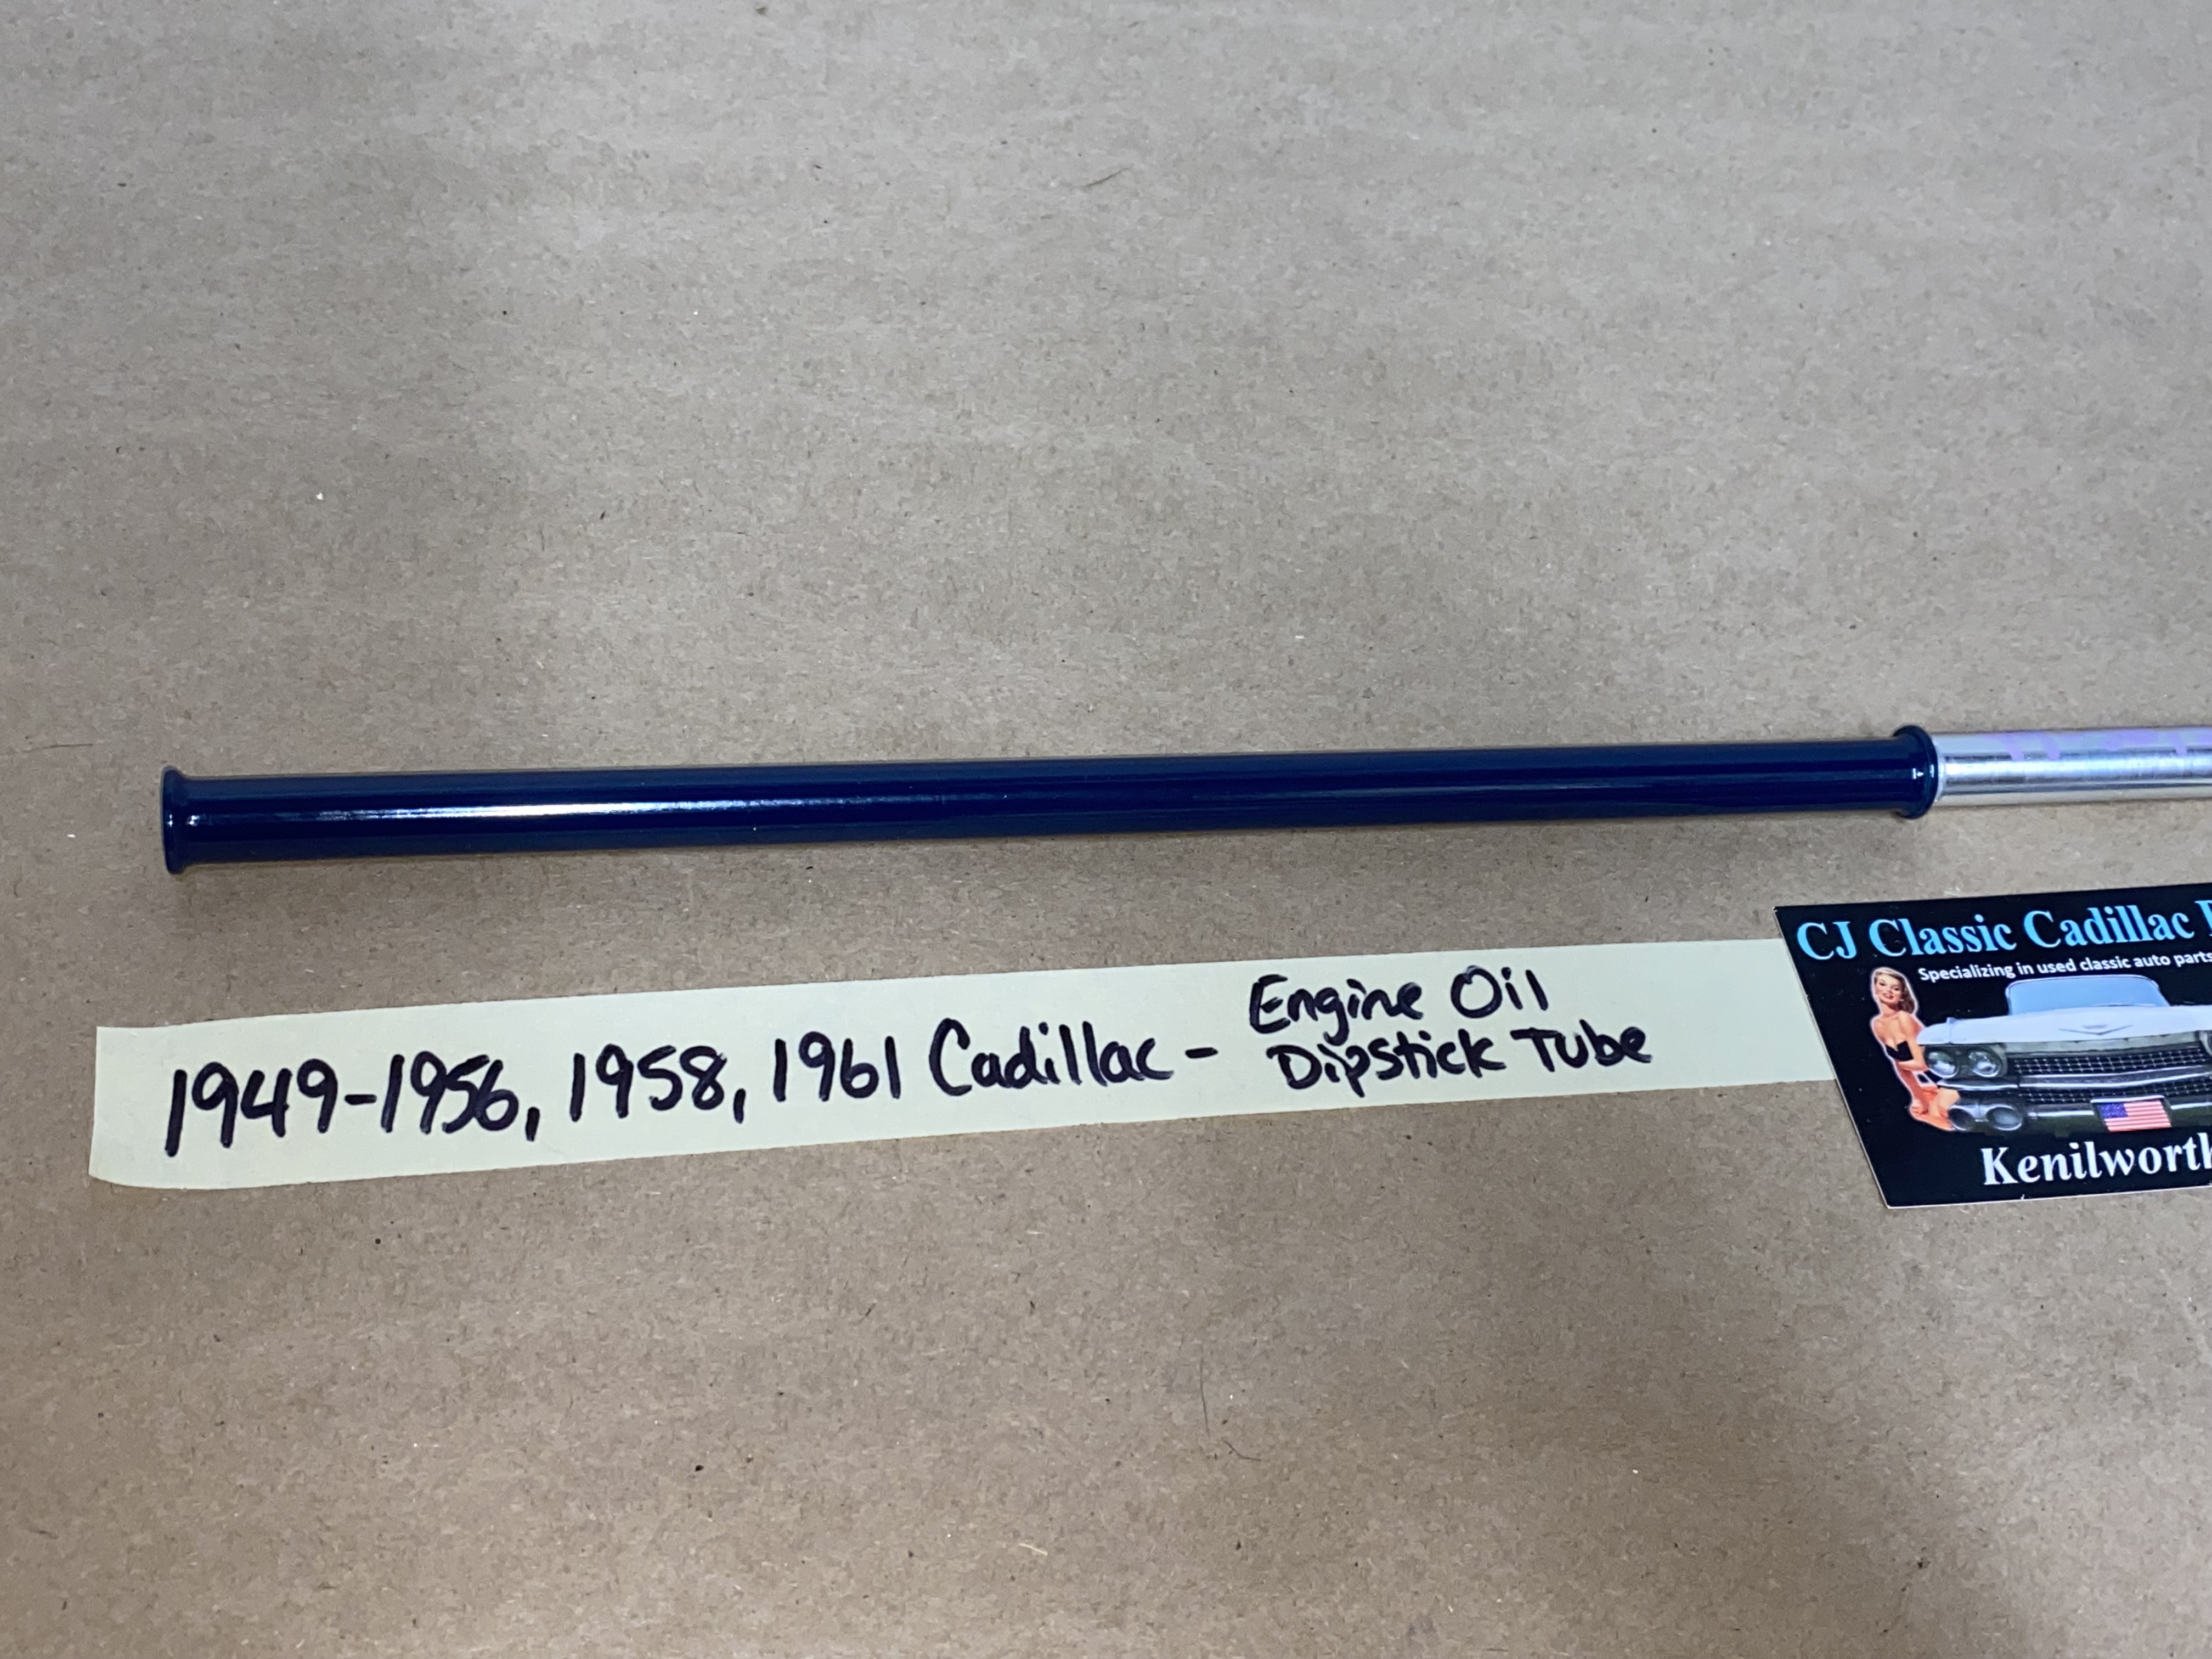 1949-1956, 1958, 1961 Cadillac - Engine Oil
Dipstick Tube
CJ Classic Cadillac
Specializing in used classic auto parts
Kenilworth